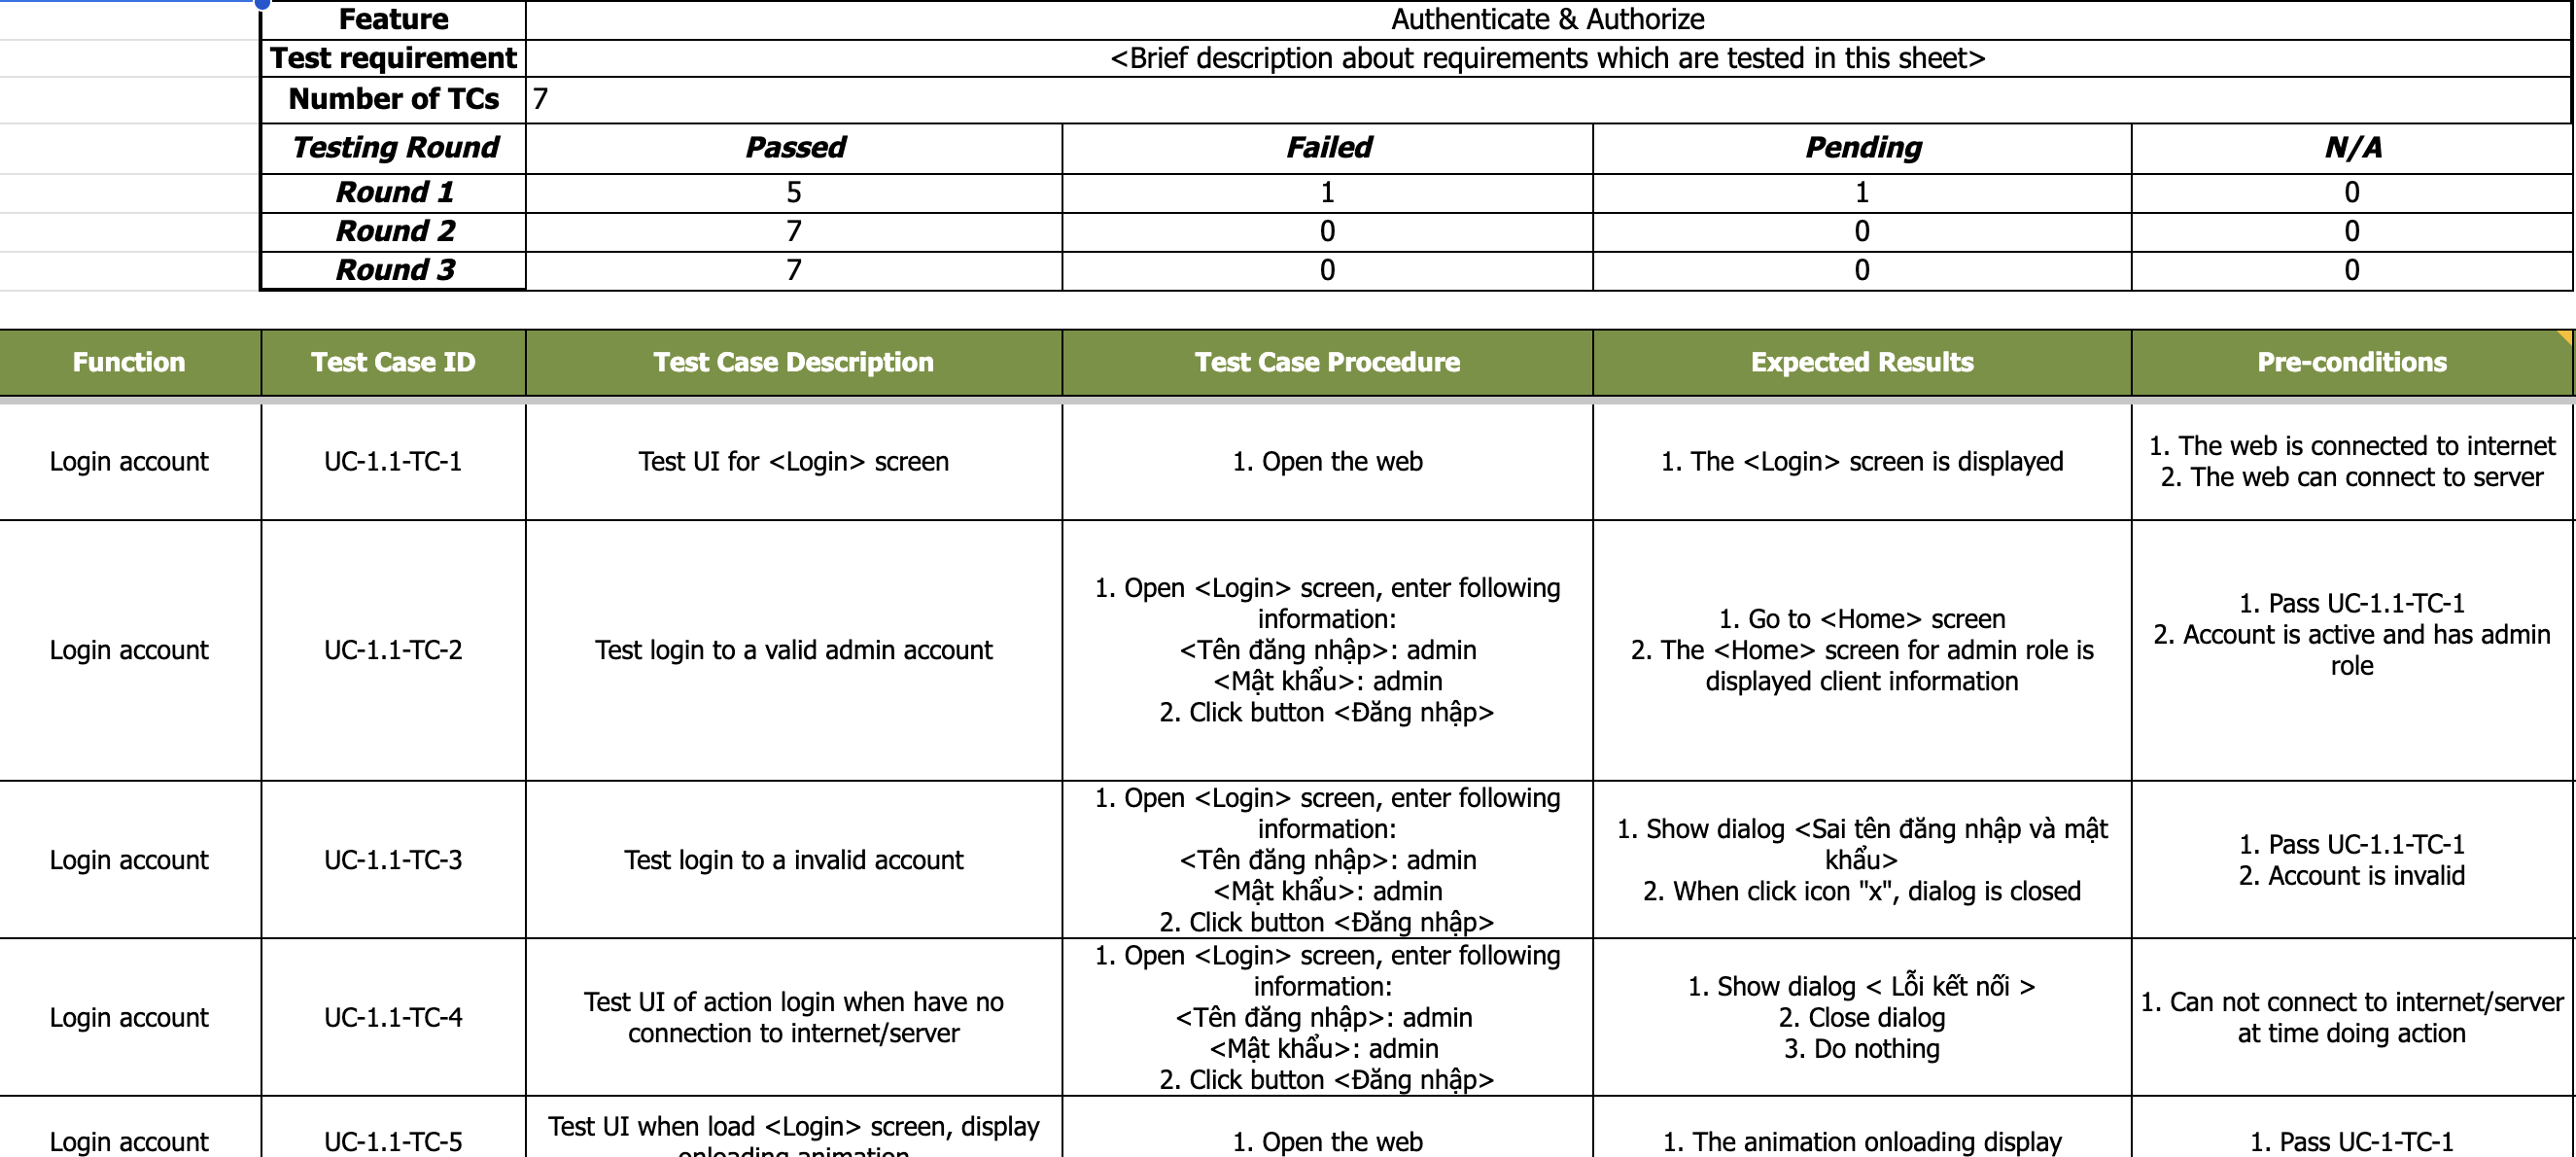 Feature
Authenticate & Authorize
Test requirement
<Brief description about requirements which are tested in this sheet>
Number of TCs
7
Testing Round
Passed
Failed
Pending
N/A
Round 1
5
1
1
0
Round 2
7
0
0
0
Round 3
7
0
0
0
Function
Test Case ID
Test Case Description
Test Case Procedure
Expected Results
Pre-conditions
Login account
UC-1.1-TC-1
Test UI for <Login> screen
1. Open the web
1. The <Login> screen is displayed
1. The web is connected to internet
2. The web can connect to server
Login account
UC-1.1-TC-2
Test login to a valid admin account
1. Open <Login> screen, enter following
information:
<Tên đăng nhập>: admin
<Mật khẩu>: admin
2. Click button <Đăng nhập>
1. Go to <Home> screen
2. The <Home> screen for admin role is
displayed client information
1. Pass UC-1.1-TC-1
2. Account is active and has admin
role
Login account
UC-1.1-TC-3
Test login to a invalid account
1. Open <Login> screen, enter following
information:
<Tên đăng nhập>: admin
<Mật khẩu>: admin
2. Click button <Đăng nhập>
1. Show dialog <Sai tên đăng nhập và mật
khẩu>
2. When click icon "x", dialog is closed
1. Pass UC-1.1-TC-1
2. Account is invalid
Login account
UC-1.1-TC-4
Test UI of action login when have no
connection to internet/server
1. Open <Login> screen, enter following
information:
<Tên đăng nhập>: admin
<Mật khẩu>: admin
2. Click button <Đăng nhập>
1. Show dialog < Lỗi kết nối >
2. Close dialog
3. Do nothing
1. Can not connect to internet/server
at time doing action
Login account
UC-1.1-TC-5
Test UI when load <Login> screen, display
onloading animation
1. Open the web
1. The animation onloading display
1. Pass UC-1-TC-1